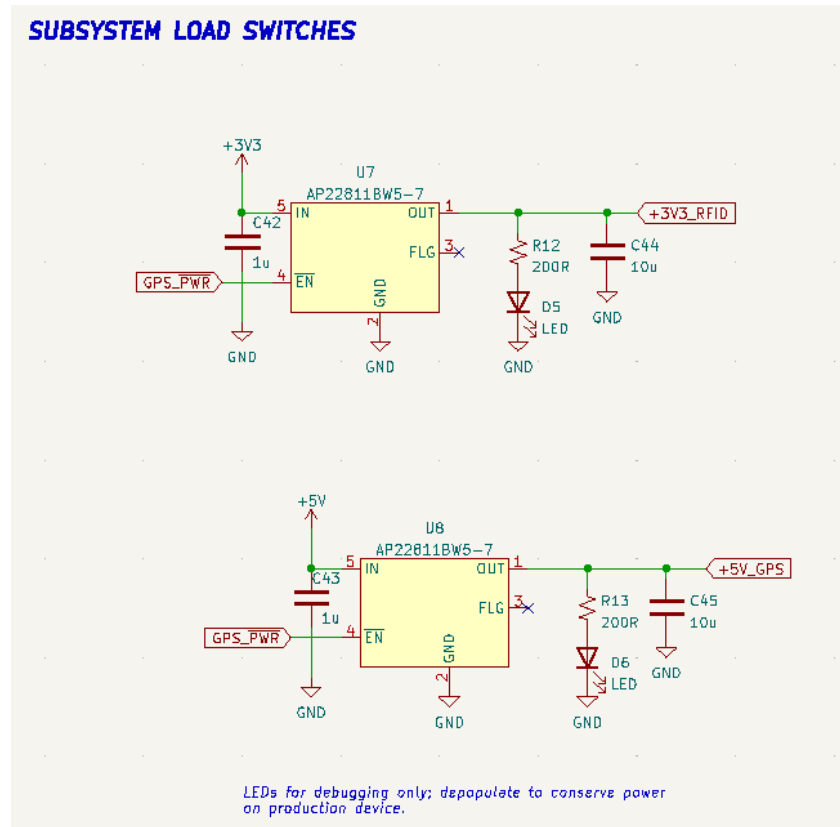 SUBSYSTEM LOAD SWITCHES
+3V3
U7
AP22811BW5-7
5 IN OUT 1
+3V3_RFID
C42
1u
FLG 3
R12
200R
C44
10u
GPS_PWR
4 EN
GND
2
D5
LED
GND
GND
GND
GND
+5V
U8
AP22811BW5-7
5 IN OUT 1
+5V_GPS
C43
1u
FLG 3
R13
200R
C45
10u
GPS_PWR
4 EN
GND
2
D6
LED
GND
GND
GND
GND
LEDs for debugging only; depopulate to conserve power
on production device.